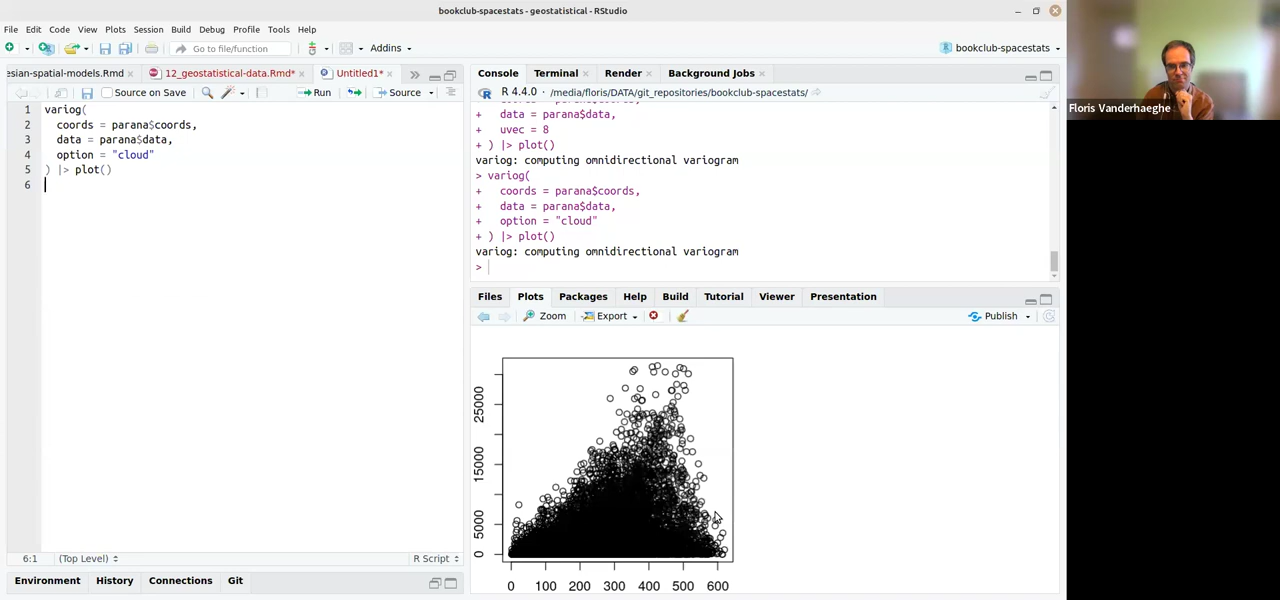 bookclub-spacestats - geostatistical - RStudio
File Edit Code View Plots Session Build Debug Profile Tools Help
Go to file/function Addins bookclub-spacestats
esian-spatial-models.Rmd 12_geostatistical-data.Rmd* Untitled1*
Source on Save Run Source
1 variog(
2 coords = parana$coords,
3 data = parana$data,
4 option = "cloud"
5 ) |> plot()
6
6:1 (Top Level) R Script
Environment History Connections Git
Console Terminal Render Background Jobs
R 4.4.0 · /media/floris/DATA/git_repositories/bookclub-spacestats/
+ data = parana$data,
+ uvec = 8
+ ) |> plot()
variog: computing omnidirectional variogram
> variog(
+ coords = parana$coords,
+ data = parana$data,
+ option = "cloud"
+ ) |> plot()
variog: computing omnidirectional variogram
>
Files Plots Packages Help Build Tutorial Viewer Presentation
Zoom Export Publish
25000
15000
5000
0
0 100 200 300 400 500 600
Floris Vanderhaeghe